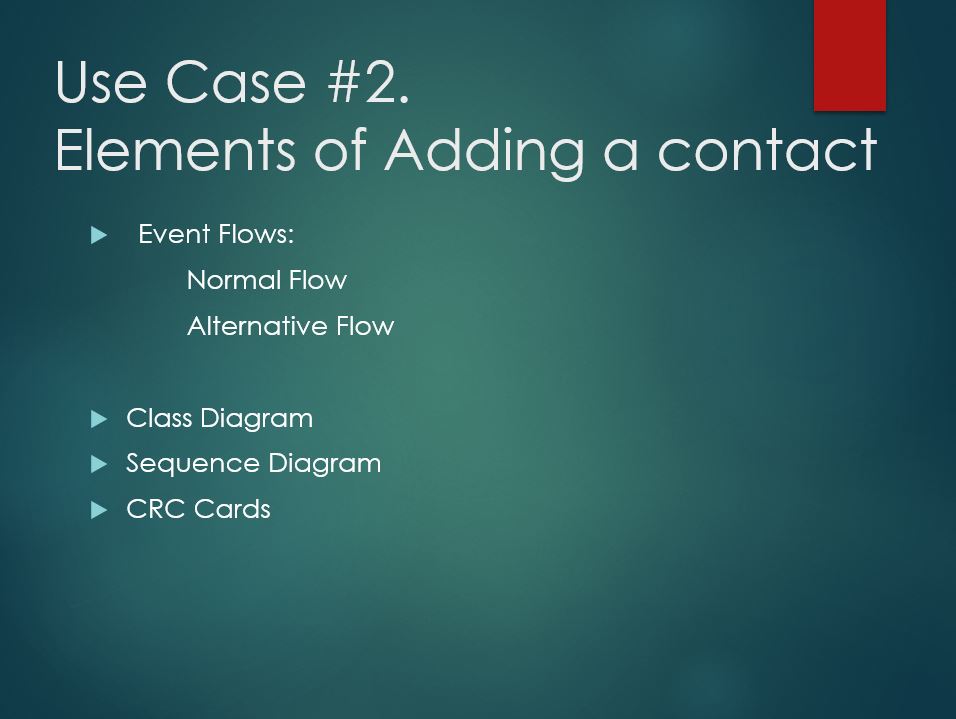 Use Case #2.
Elements of Adding a contact
Event Flows:
Normal Flow
Alternative Flow
Class Diagram
Sequence Diagram
CRC Cards